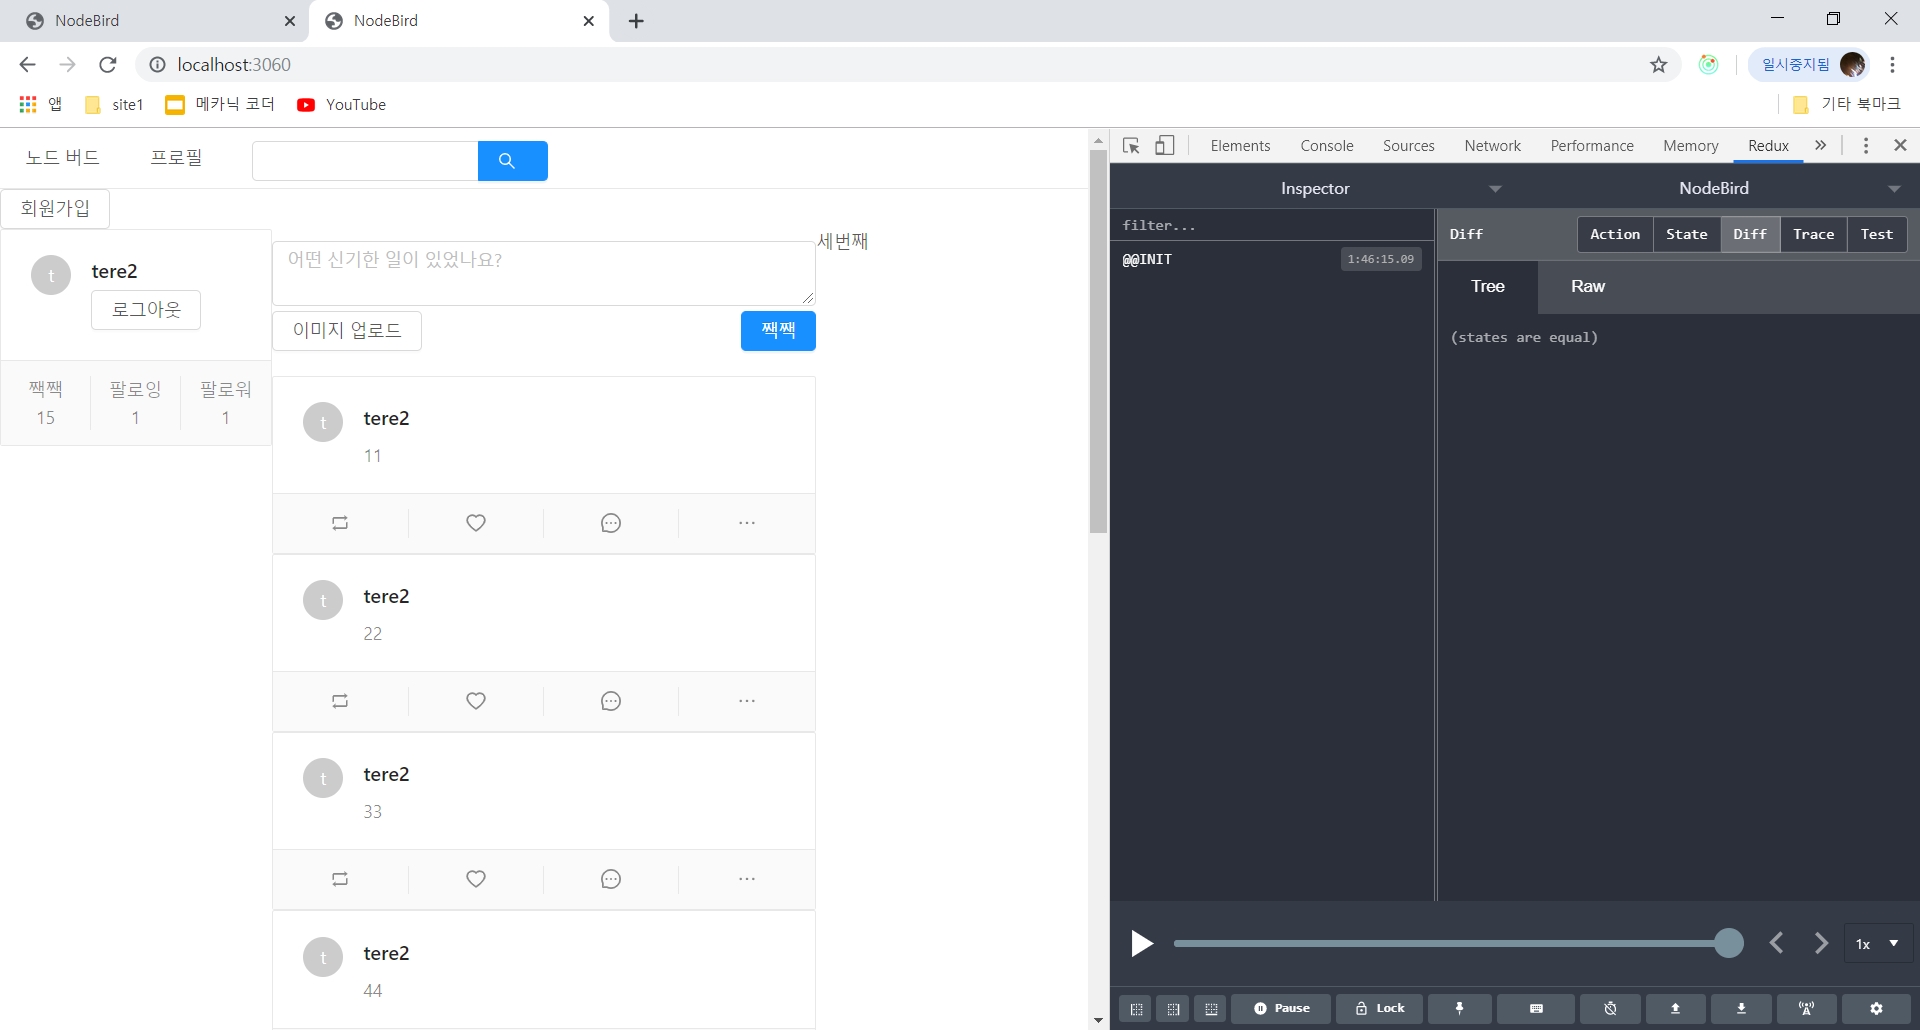 NodeBird
NodeBird
localhost:3060
일시중지됨
앱
site1
메카닉 코더
YouTube
기타 북마크
노드 버드
프로필
회원가입
t
tere2
로그아웃
짹짹
15
팔로잉
1
팔로워
1
어떤 신기한 일이 있었나요?
이미지 업로드
짹짹
세번째
t
tere2
11
t
tere2
22
t
tere2
33
t
tere2
44
Elements
Console
Sources
Network
Performance
Memory
Redux
Inspector
NodeBird
filter...
@@INIT
1:46:15.09
Diff
Action
State
Diff
Trace
Test
Tree
Raw
(states are equal)
1x
Pause
Lock